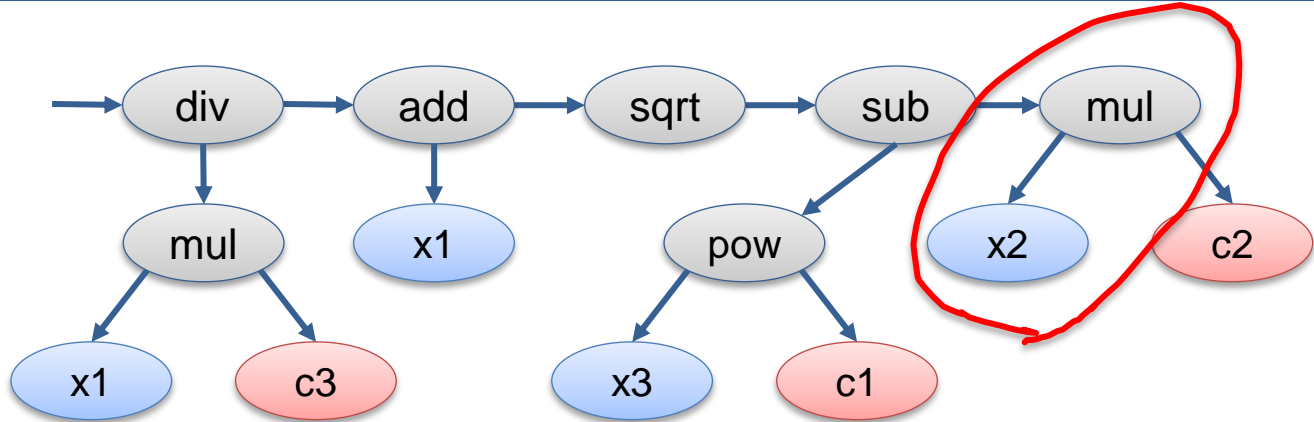 div add sqrt sub mul
mul x1 pow x2 c2
x1 c3 x3 c1